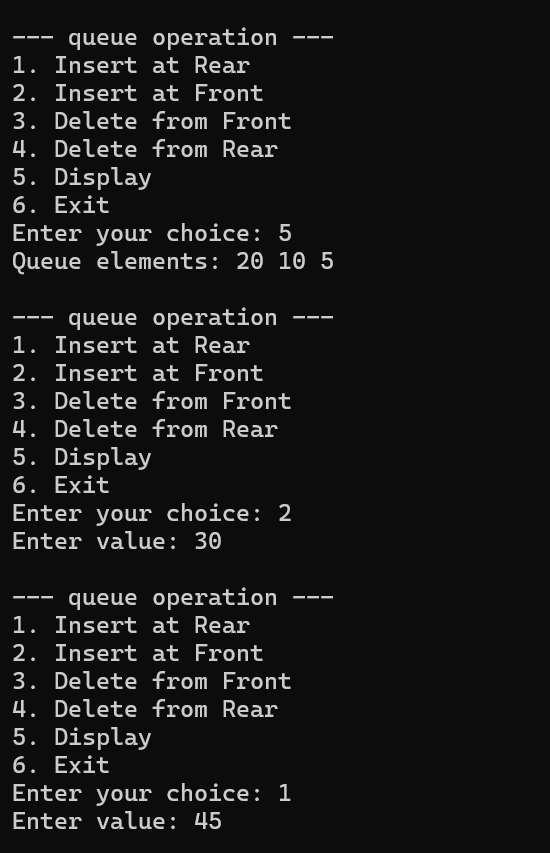 --- queue operation ---
1. Insert at Rear
2. Insert at Front
3. Delete from Front
4. Delete from Rear
5. Display
6. Exit
Enter your choice: 5
Queue elements: 20 10 5
--- queue operation ---
1. Insert at Rear
2. Insert at Front
3. Delete from Front
4. Delete from Rear
5. Display
6. Exit
Enter your choice: 2
Enter value: 30
--- queue operation ---
1. Insert at Rear
2. Insert at Front
3. Delete from Front
4. Delete from Rear
5. Display
6. Exit
Enter your choice: 1
Enter value: 45